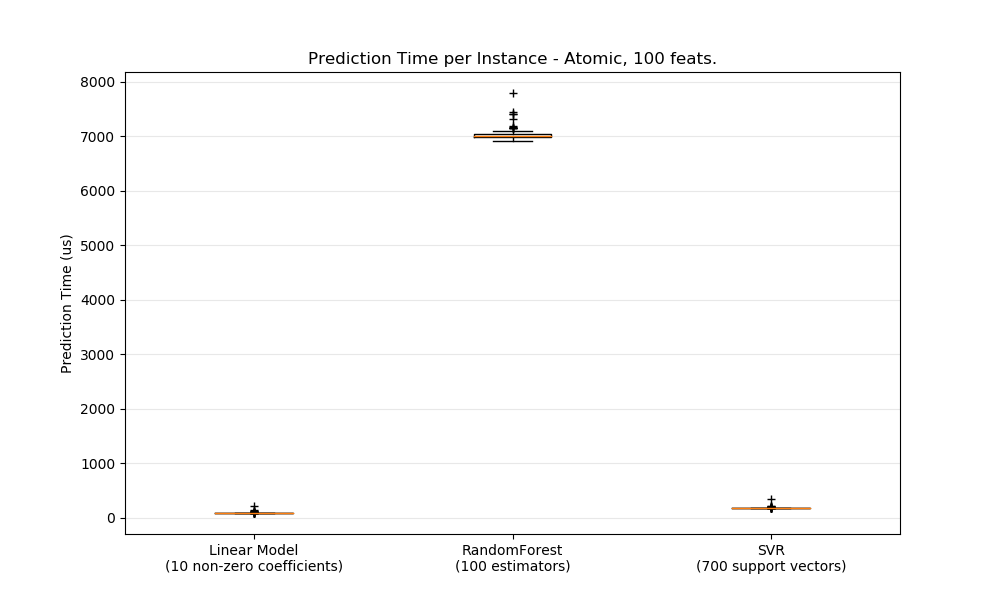 Prediction Time per Instance - Atomic, 100 feats.
Prediction Time (us)
8000
7000
6000
5000
4000
3000
2000
1000
0
Linear Model
(10 non-zero coefficients)
RandomForest
(100 estimators)
SVR
(700 support vectors)